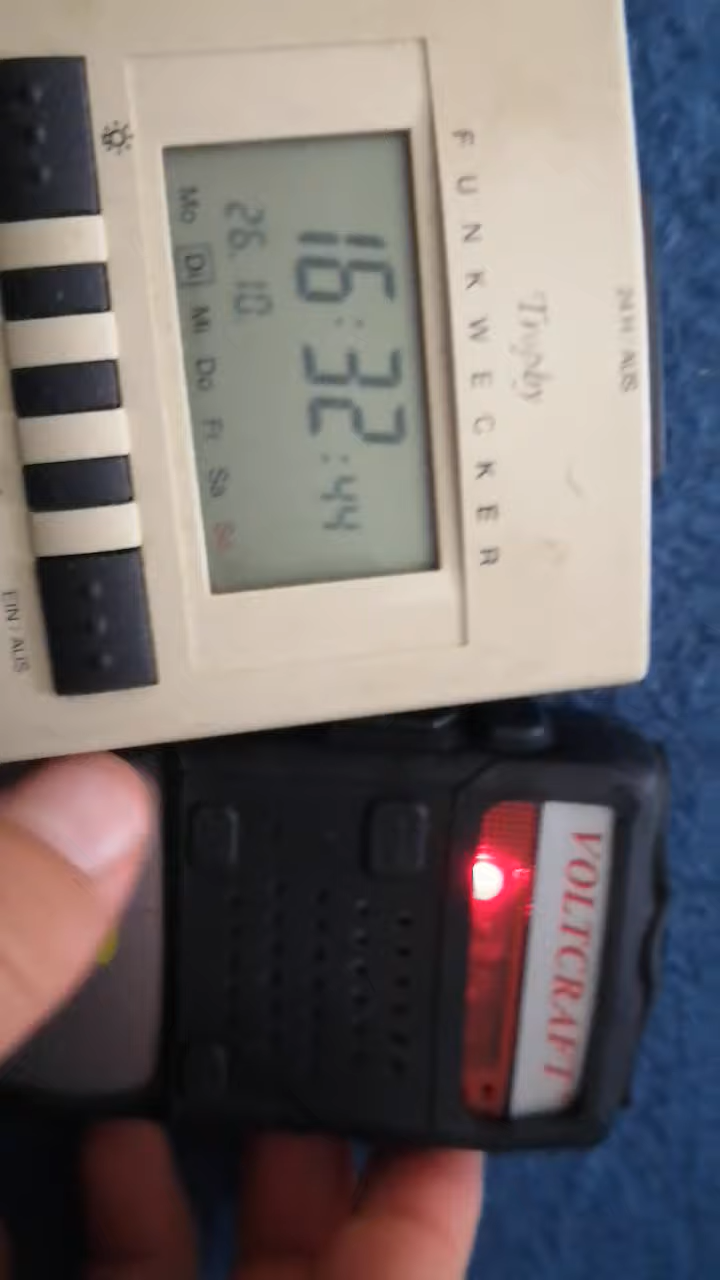 24H / AUS
Trophy
FUNKWECKER
16:32:44
26.10.
Mo Di Mi Do Fr Sa So
EIN / AUS
VOLTCRAFT